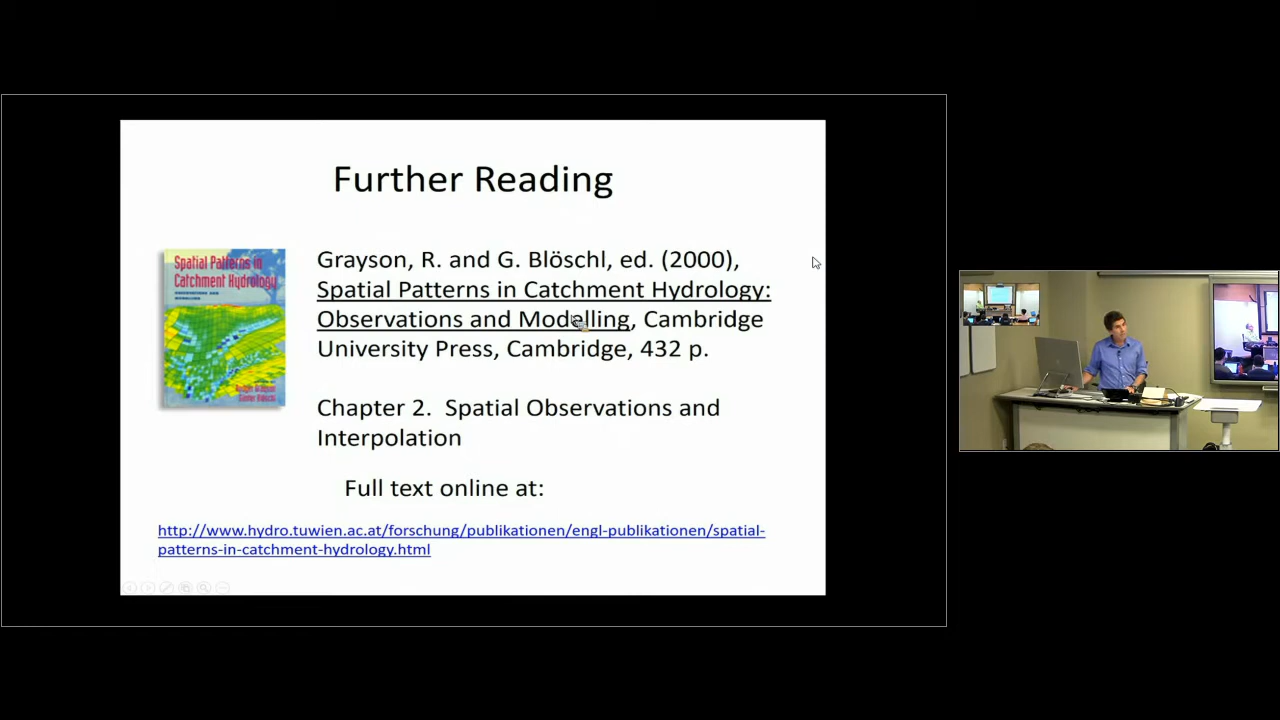 Further Reading
Spatial Patterns in
Catchment Hydrology
Grayson, R. and G. Blöschl, ed. (2000),
Spatial Patterns in Catchment Hydrology:
Observations and Modelling, Cambridge
University Press, Cambridge, 432 p.
Chapter 2. Spatial Observations and
Interpolation
Full text online at:
http://www.hydro.tuwien.ac.at/forschung/publikationen/engl-publikationen/spatial-
patterns-in-catchment-hydrology.html